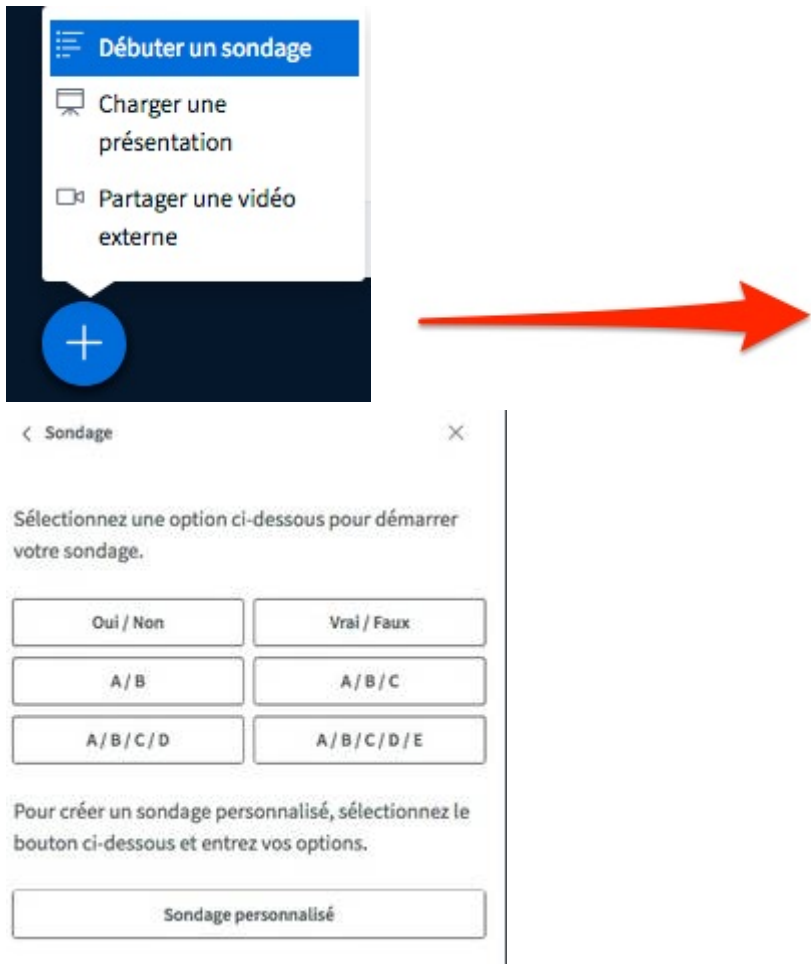 Débuter un sondage
Charger une
présentation
Partager une vidéo
externe
< Sondage
Sélectionnez une option ci-dessous pour démarrer
votre sondage.
Oui / Non
Vrai / Faux
A / B
A / B / C
A / B / C / D
A / B / C / D / E
Pour créer un sondage personnalisé, sélectionnez le
bouton ci-dessous et entrez vos options.
Sondage personnalisé